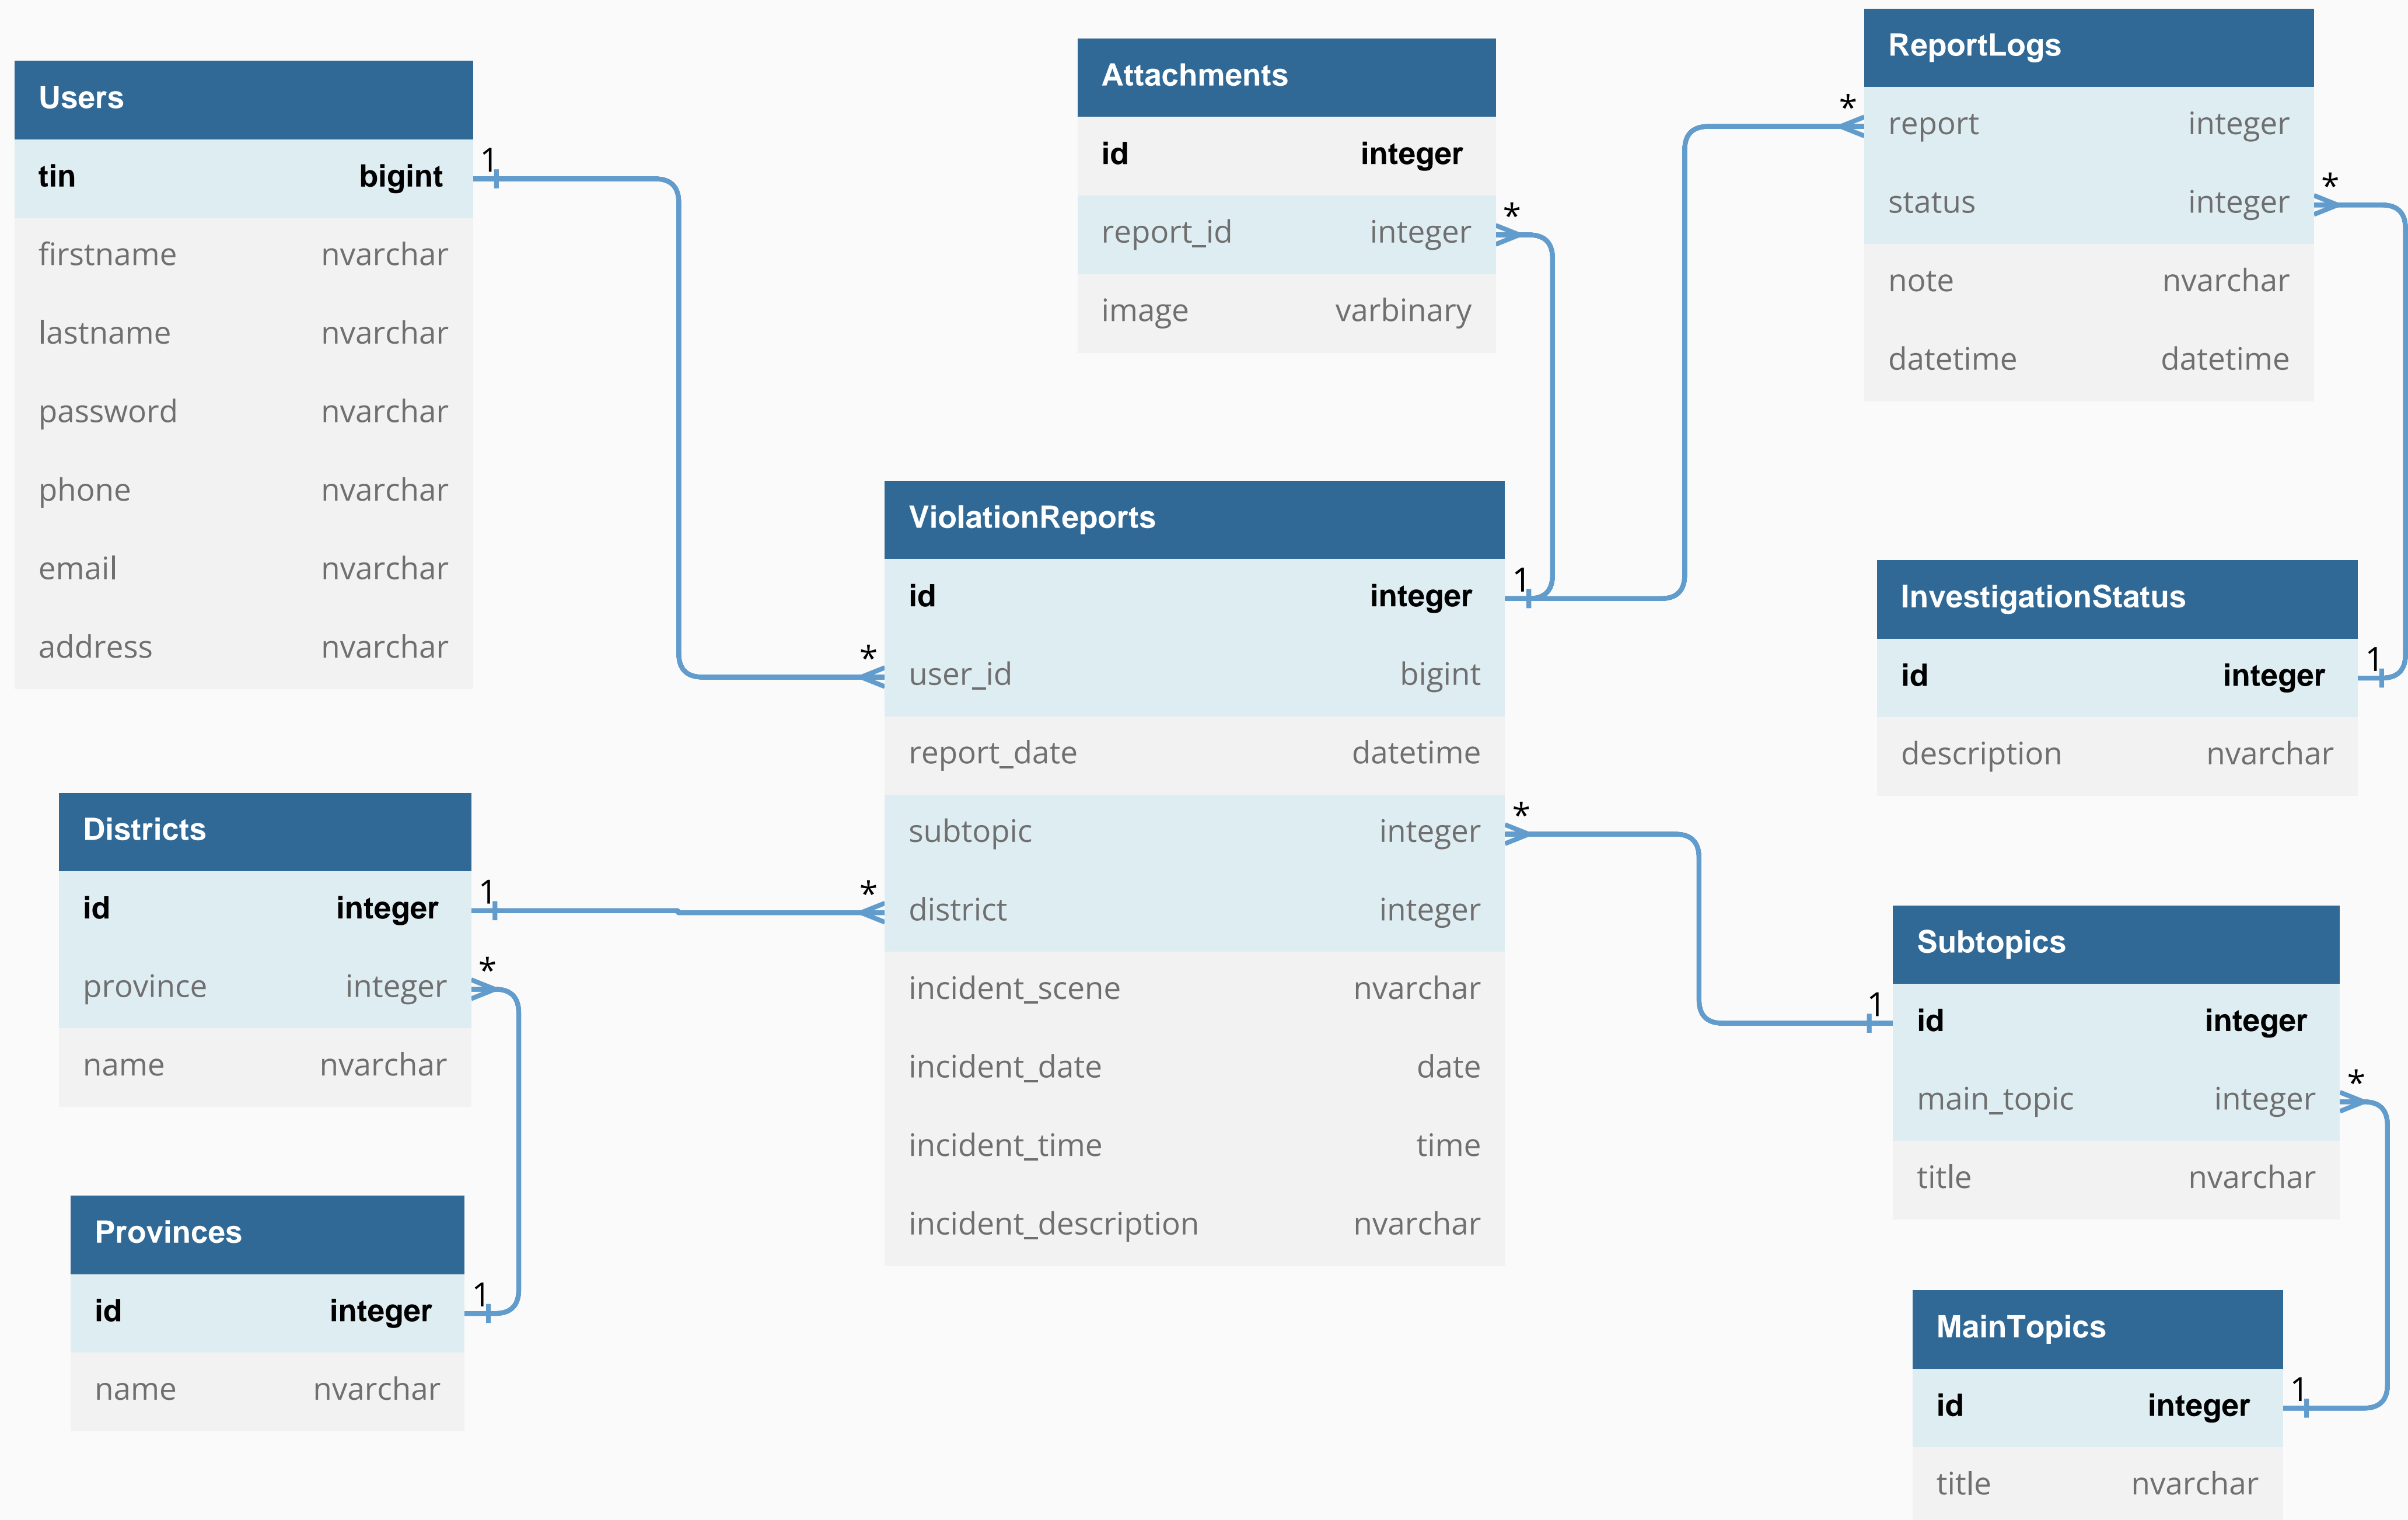 Users
tin bigint
firstname nvarchar
lastname nvarchar
password nvarchar
phone nvarchar
email nvarchar
address nvarchar
1
*
Attachments
id integer
report_id integer
image varbinary
*
ReportLogs
report integer
status integer
note nvarchar
datetime datetime
*
*
ViolationReports
id integer
user_id bigint
report_date datetime
subtopic integer
district integer
incident_scene nvarchar
incident_date date
incident_time time
incident_description nvarchar
1
*
*
InvestigationStatus
id integer
description nvarchar
1
Districts
id integer
province integer
name nvarchar
1
*
Provinces
id integer
name nvarchar
1
Subtopics
id integer
main_topic integer
title nvarchar
1
*
MainTopics
id integer
title nvarchar
1